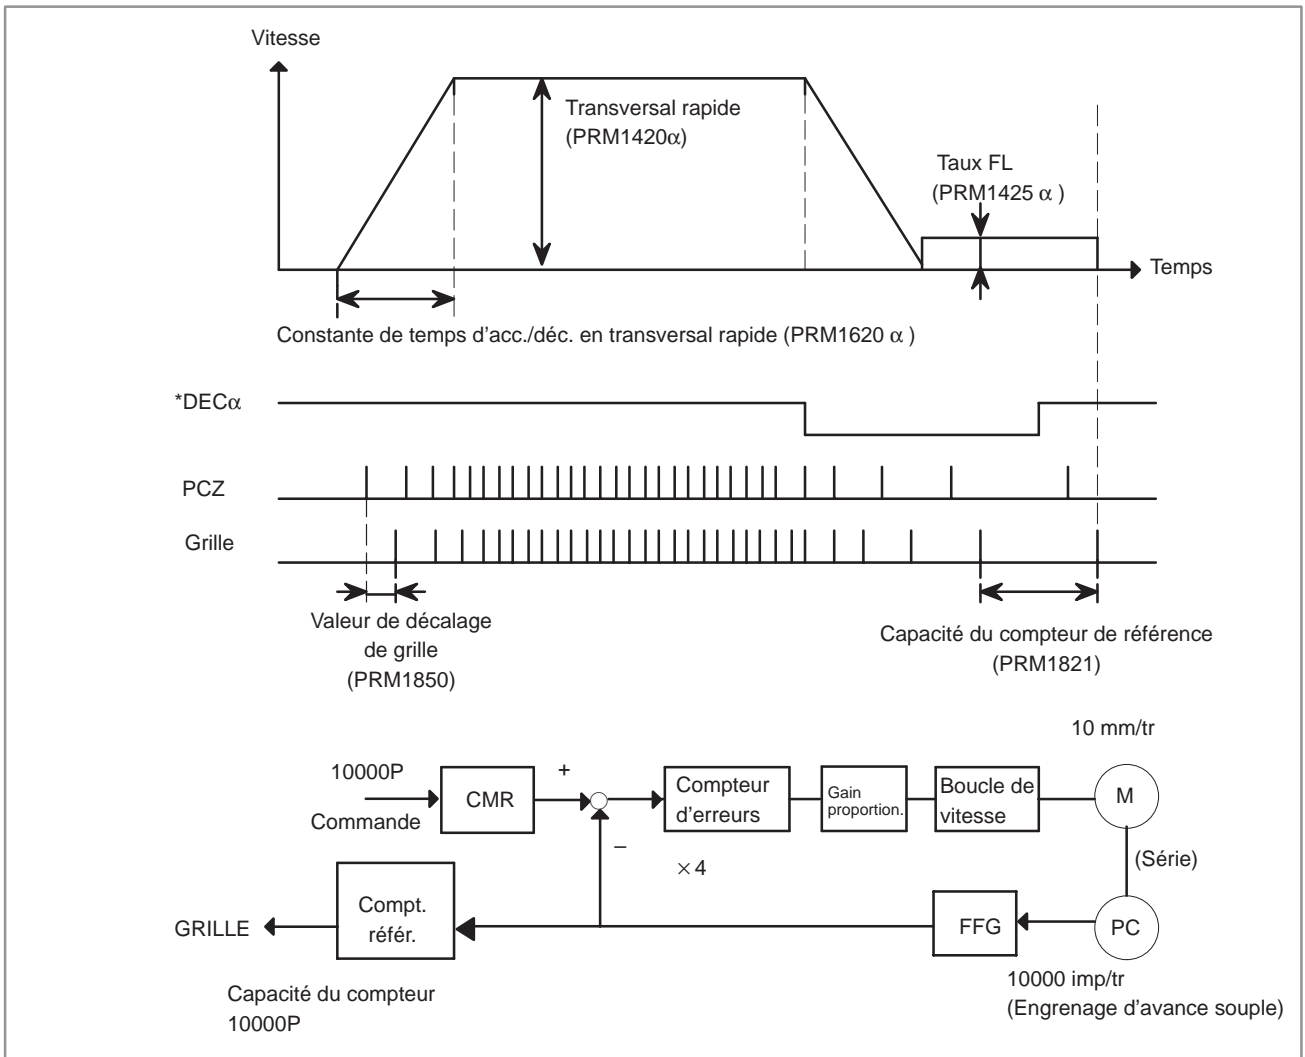 Vitesse
Transversal rapide
(PRM1420α)
Taux FL
(PRM1425 α )
Temps
Constante de temps d'acc./déc. en transversal rapide (PRM1620 α )
*DECα
PCZ
Grille
Valeur de décalage
de grille
(PRM1850)
Capacité du compteur de référence
(PRM1821)
10 mm/tr
10000P
Commande
CMR
+
–
Compteur
d'erreurs
×4
Gain
proportion.
Boucle de
vitesse
M
(Série)
GRILLE
Compt.
référ.
FFG
PC
Capacité du compteur
10000P
10000 imp/tr
(Engrenage d'avance souple)